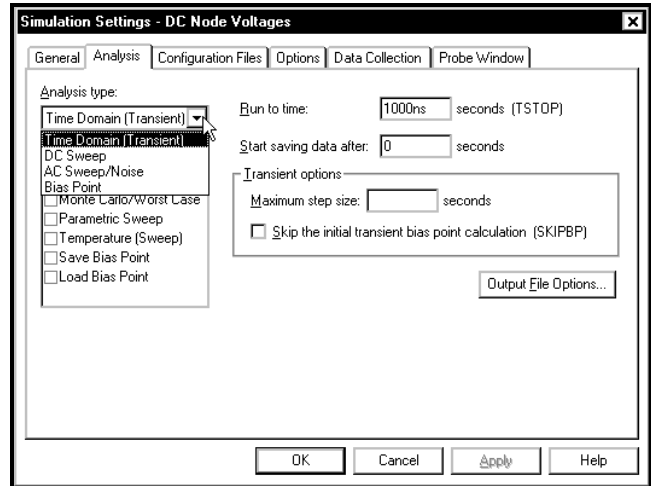 Simulation Settings - DC Node Voltages
General Analysis Configuration Files Options Data Collection Probe Window
Analysis type:
Time Domain (Transient)
Time Domain (Transient)
DC Sweep
AC Sweep/Noise
Bias Point
Monte Carlo/Worst Case
Parametric Sweep
Temperature (Sweep)
Save Bias Point
Load Bias Point
Run to time: 1000ns seconds (TSTOP)
Start saving data after: 0 seconds
Transient options
Maximum step size: seconds
Skip the initial transient bias point calculation (SKIPBP)
Output File Options...
OK Cancel Apply Help